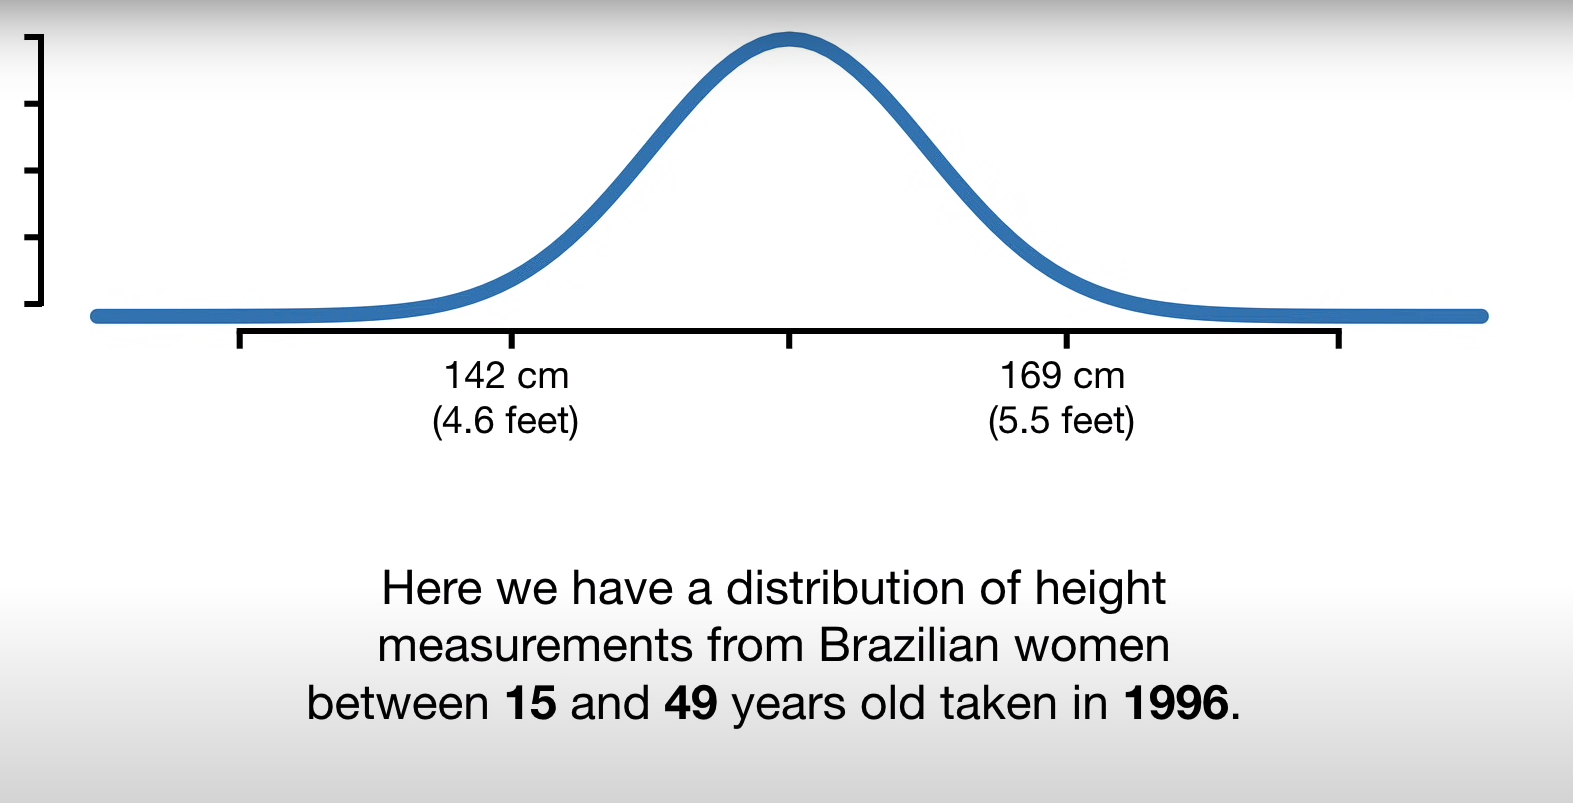 142 cm
(4.6 feet)
169 cm
(5.5 feet)
Here we have a distribution of height
measurements from Brazilian women
between 15 and 49 years old taken in 1996.